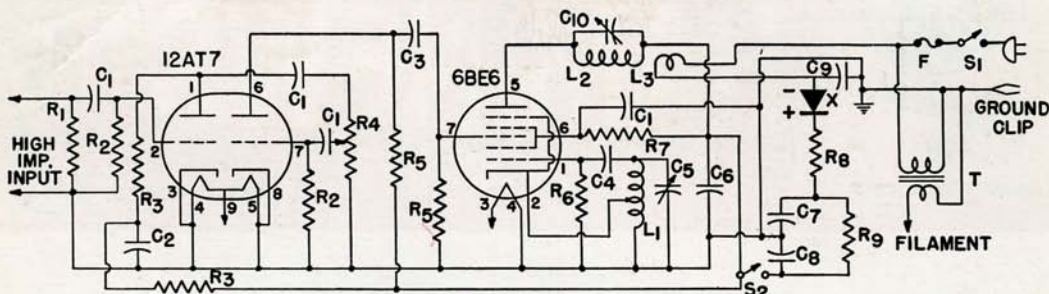 12AT7
6BE6
C1
R1
R2
HIGH IMP. INPUT
2
1
6
C1
C1
7
R4
3
4
9
5
8
R3
C2
R2
R3
C3
R5
R5
7
5
6
1
3
4
2
C10
L2
L3
C1
R7
R6
C4
L1
C5
C6
S2
C9
-
+
X
R8
C7
C8
R9
F
S1
GROUND CLIP
T
FILAMENT